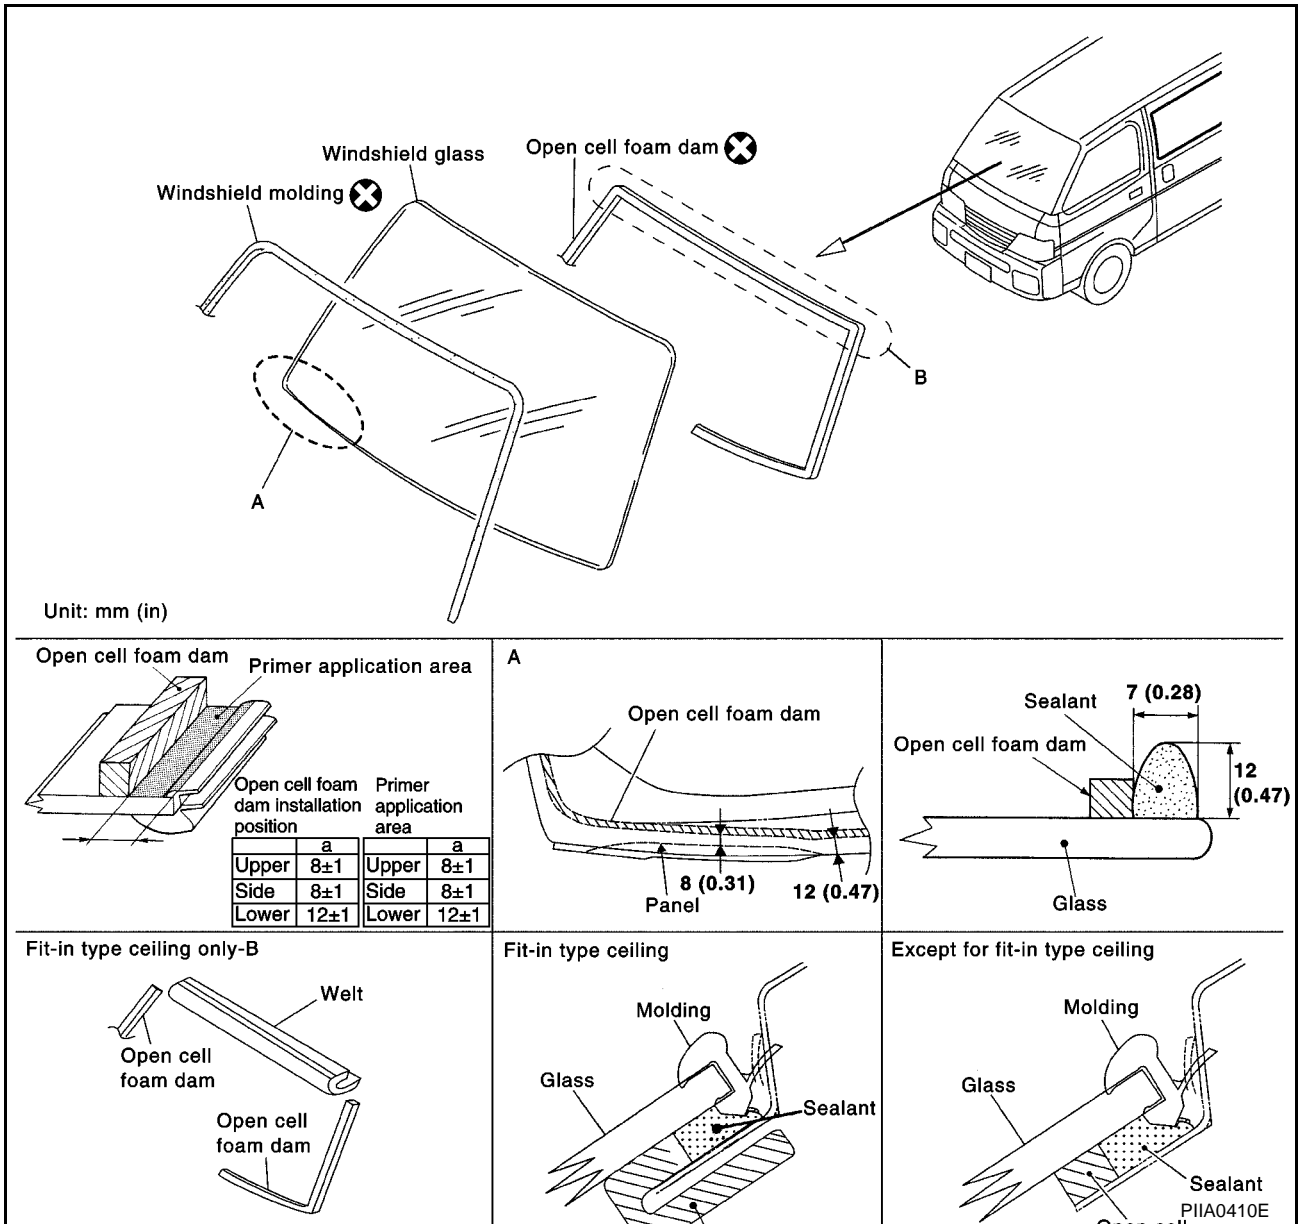 Open cell foam dam
Windshield glass
Windshield molding
B
A
Unit: mm (in)
Open cell foam dam
Primer application area
Open cell foam
dam installation
position
Primer
application
area
a
a
Upper 8±1
Upper 8±1
Side 8±1
Side 8±1
Lower 12±1
Lower 12±1
A
Open cell foam dam
8 (0.31)
12 (0.47)
Panel
7 (0.28)
Sealant
Open cell foam dam
12
(0.47)
Glass
Fit-in type ceiling only-B
Welt
Open cell
foam dam
Open cell
foam dam
Fit-in type ceiling
Molding
Glass
Sealant
Except for fit-in type ceiling
Molding
Glass
Sealant
PIIA0410E
Open cell